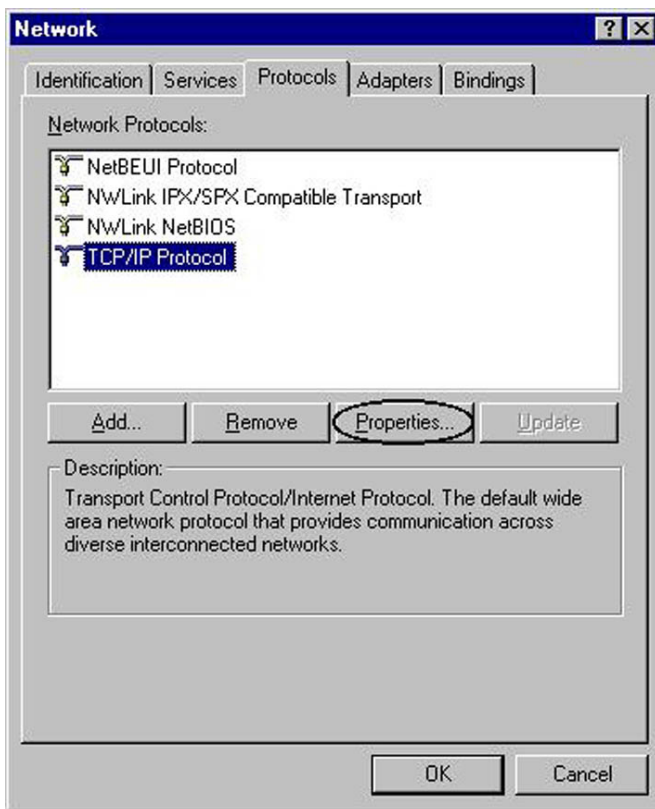 Network
Identification Services Protocols Adapters Bindings
Network Protocols:
NetBEUI Protocol
NWLink IPX/SPX Compatible Transport
NWLink NetBIOS
TCP/IP Protocol
Add... Remove Properties... Update
Description:
Transport Control Protocol/Internet Protocol. The default wide
area network protocol that provides communication across
diverse interconnected networks.
OK Cancel